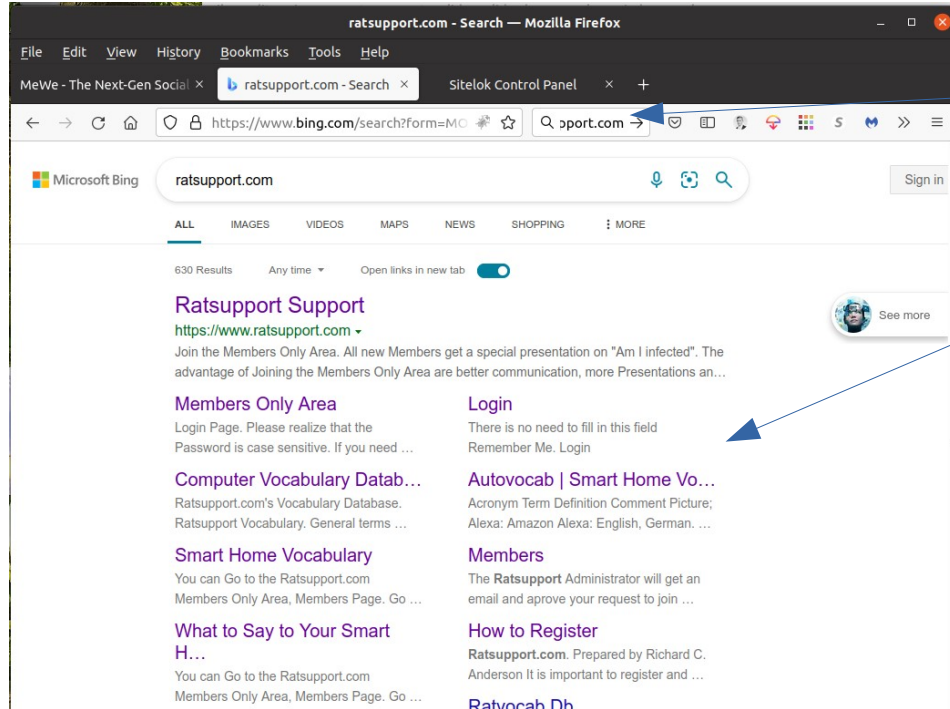 ratsupport.com - Search — Mozilla Firefox
File Edit View History Bookmarks Tools Help
MeWe - The Next-Gen Social × ratsupport.com - Search × Sitelok Control Panel × +
https://www.bing.com/search?form=MO pport.com →
Microsoft Bing ratsupport.com Sign in
ALL IMAGES VIDEOS MAPS NEWS SHOPPING MORE
630 Results Any time Open links in new tab
Ratsupport Support
https://www.ratsupport.com
See more
Join the Members Only Area. All new Members get a special presentation on "Am I infected". The
advantage of Joining the Members Only Area are better communication, more Presentations an…
Members Only Area
Login Page. Please realize that the
Password is case sensitive. If you need …
Login
There is no need to fill in this field
Remember Me. Login
Computer Vocabulary Datab…
Ratsupport.com's Vocabulary Database.
Ratsupport Vocabulary. General terms …
Autovocab | Smart Home Vo…
Acronym Term Definition Comment Picture;
Alexa: Amazon Alexa: English, German. …
Smart Home Vocabulary
You can Go to the Ratsupport.com
Members Only Area, Members Page. Go …
Members
The Ratsupport Administrator will get an
email and aprove your request to join …
What to Say to Your Smart
H…
You can Go to the Ratsupport.com
Members Only Area, Members Page. Go …
How to Register
Ratsupport.com. Prepared by Richard C.
Anderson It is important to register and …
Ratvocab Db